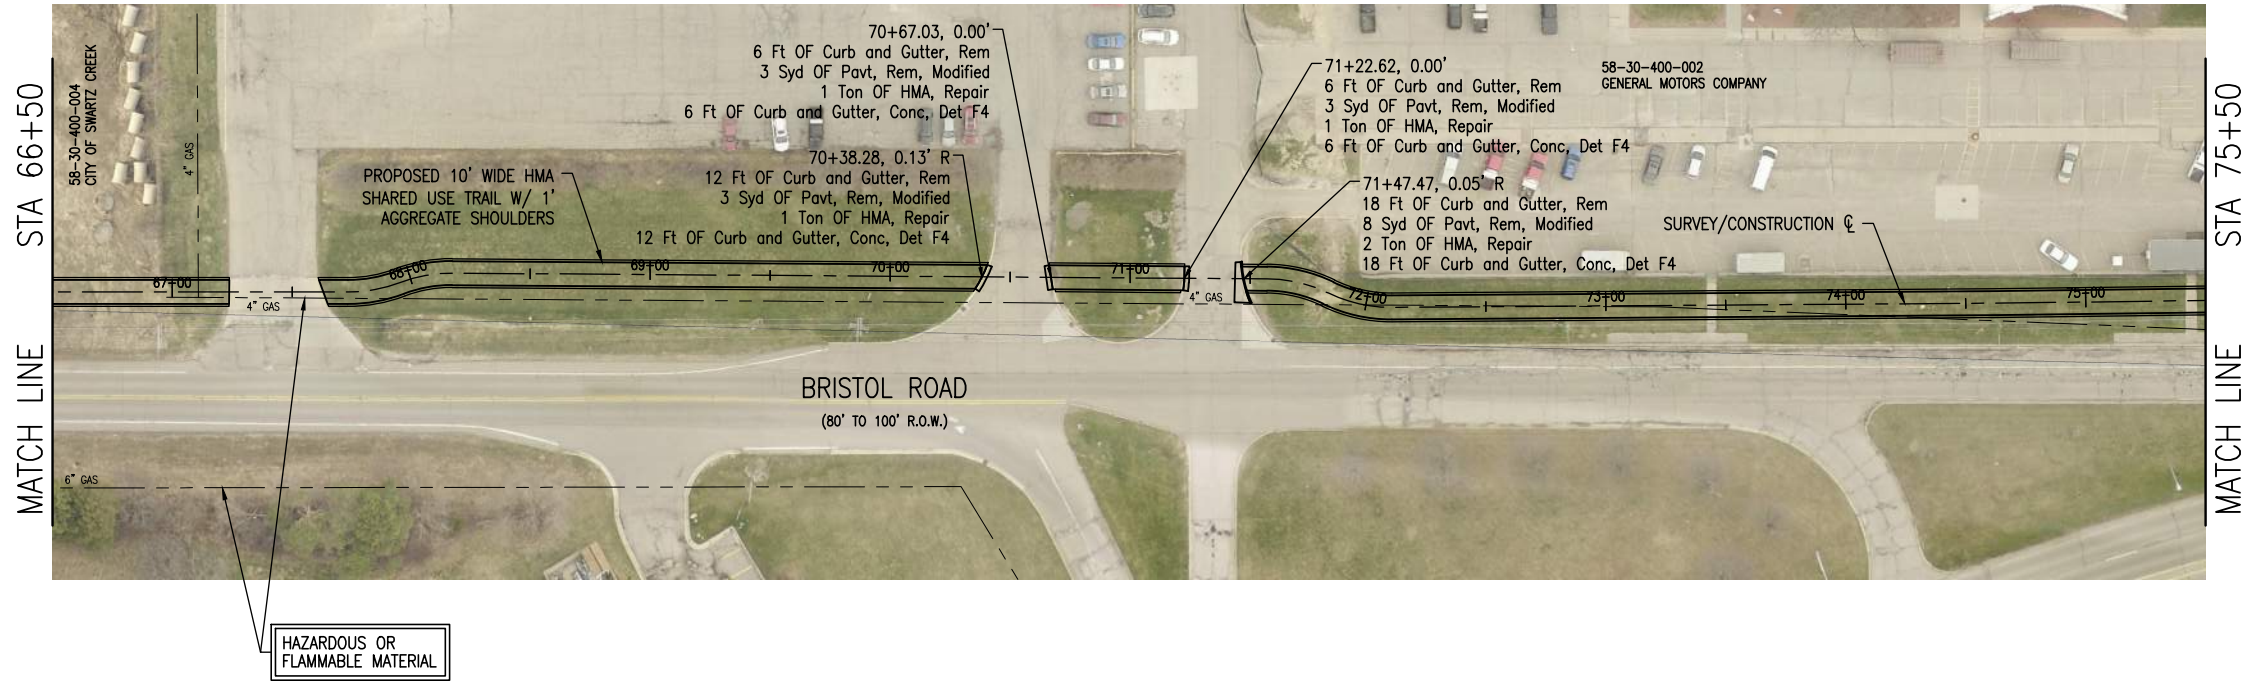 STA 66+50
MATCH LINE
58-30-400-004
CITY OF SWARTZ CREEK
4" GAS
70+67.03, 0.00'
6 Ft OF Curb and Gutter, Rem
3 Syd OF Pavt, Rem, Modified
1 Ton OF HMA, Repair
6 Ft OF Curb and Gutter, Conc, Det F4
70+38.28, 0.13' R
12 Ft OF Curb and Gutter, Rem
3 Syd OF Pavt, Rem, Modified
1 Ton OF HMA, Repair
12 Ft OF Curb and Gutter, Conc, Det F4
PROPOSED 10' WIDE HMA
SHARED USE TRAIL W/ 1'
AGGREGATE SHOULDERS
71+22.62, 0.00'
6 Ft OF Curb and Gutter, Rem
3 Syd OF Pavt, Rem, Modified
1 Ton OF HMA, Repair
6 Ft OF Curb and Gutter, Conc, Det F4
58-30-400-002
GENERAL MOTORS COMPANY
71+47.47, 0.05' R
18 Ft OF Curb and Gutter, Rem
8 Syd OF Pavt, Rem, Modified
2 Ton OF HMA, Repair
18 Ft OF Curb and Gutter, Conc, Det F4
SURVEY/CONSTRUCTION ℄
67+00
68+00
69+00
70+00
71+00
72+00
73+00
74+00
75+00
4" GAS
4" GAS
BRISTOL ROAD
(80' TO 100' R.O.W.)
6" GAS
HAZARDOUS OR
FLAMMABLE MATERIAL
STA 75+50
MATCH LINE